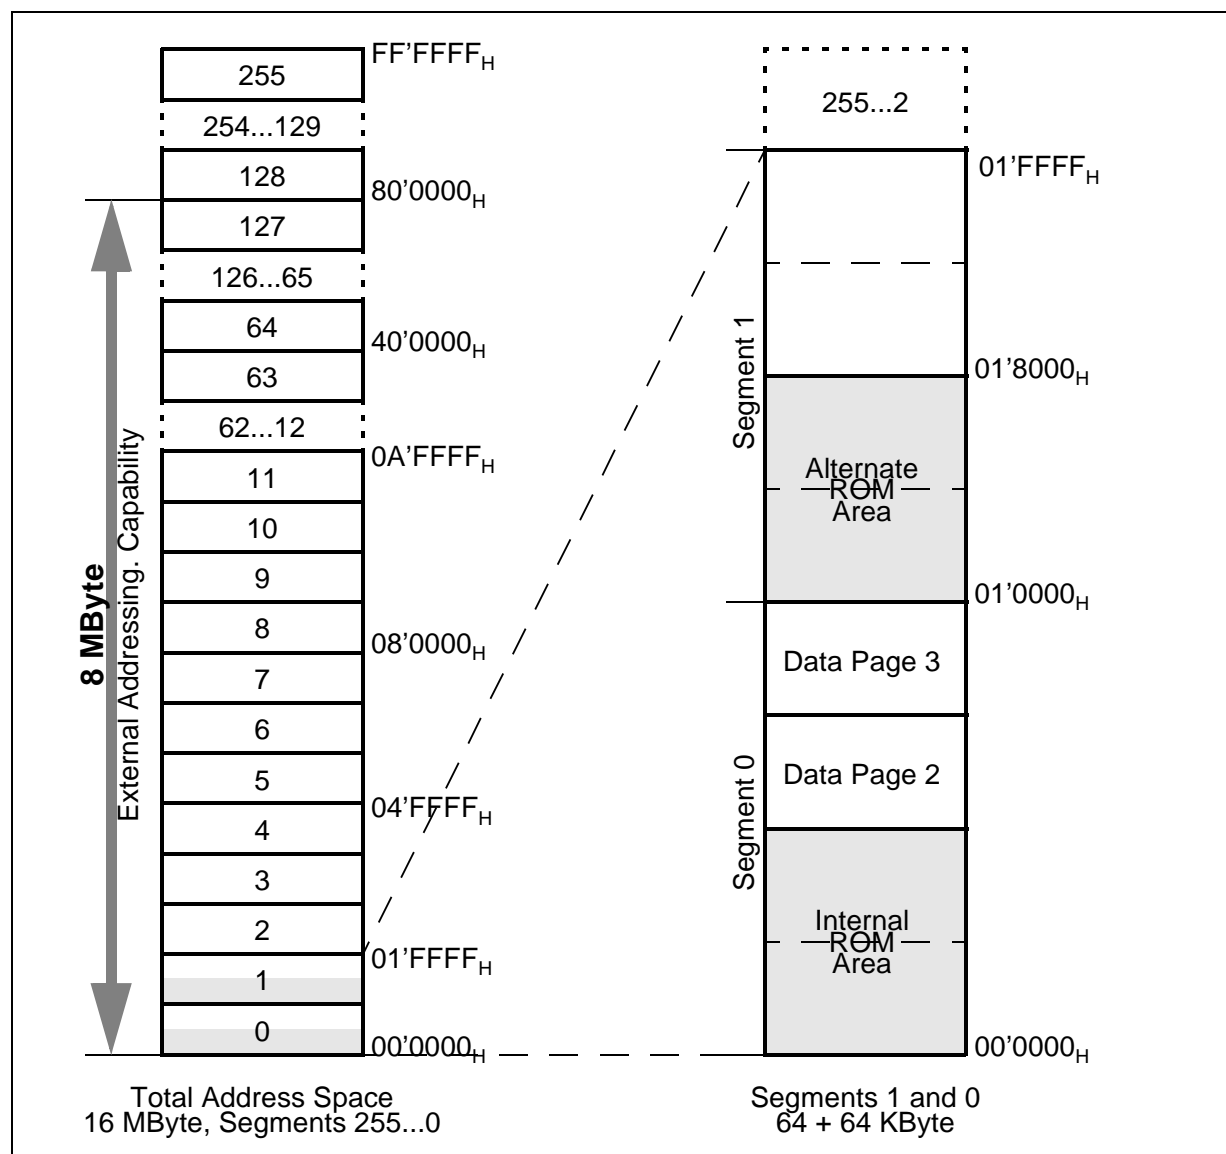 FF’FFFFH
255
254...129
128
80’0000H
127
126...65
64
40’0000H
63
62...12
0A’FFFFH
11
10
9
8
08’0000H
7
6
5
04’FFFFH
4
3
2
01’FFFFH
1
0
00’0000H
8 MByte
External Addressing. Capability
Total Address Space
16 MByte, Segments 255...0
255...2
01’FFFFH
Segment 1
01’8000H
Alternate
ROM
Area
01’0000H
Data Page 3
Segment 0
Data Page 2
Internal
ROM
Area
00’0000H
Segments 1 and 0
64 + 64 KByte